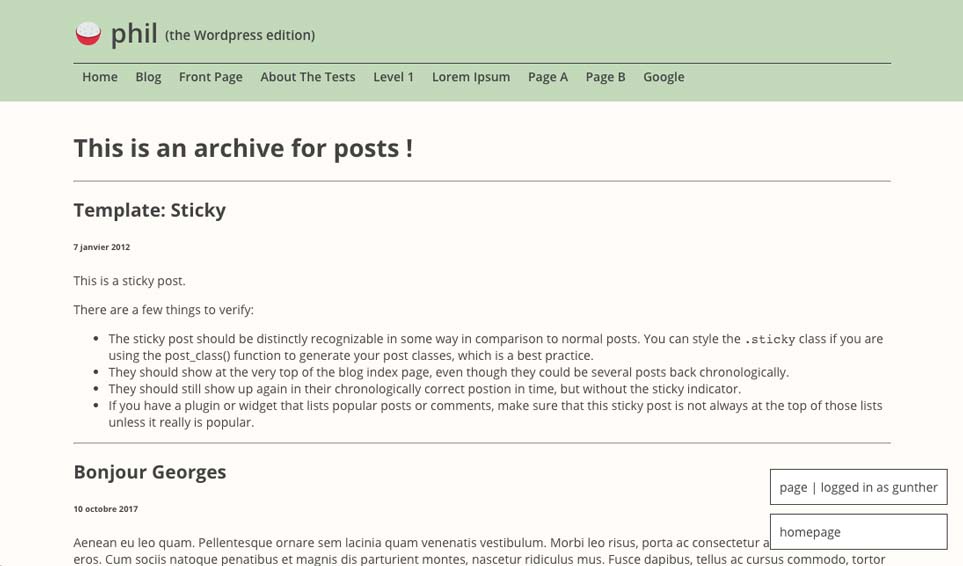 phil (the Wordpress edition)
Home Blog Front Page About The Tests Level 1 Lorem Ipsum Page A Page B Google
This is an archive for posts !
Template: Sticky
7 janvier 2012
This is a sticky post.
There are a few things to verify:
• The sticky post should be distinctly recognizable in some way in comparison to normal posts. You can style the .sticky class if you are
using the post_class() function to generate your post classes, which is a best practice.
• They should show at the very top of the blog index page, even though they could be several posts back chronologically.
• They should still show up again in their chronologically correct postion in time, but without the sticky indicator.
• If you have a plugin or widget that lists popular posts or comments, make sure that this sticky post is not always at the top of those lists
unless it really is popular.
Bonjour Georges
10 octobre 2017
Aenean eu leo quam. Pellentesque ornare sem lacinia quam venenatis vestibulum. Morbi leo risus, porta ac consectetur a
eros. Cum sociis natoque penatibus et magnis dis parturient montes, nascetur ridiculus mus. Fusce dapibus, tellus ac cursus commodo, tortor
page | logged in as gunther
homepage